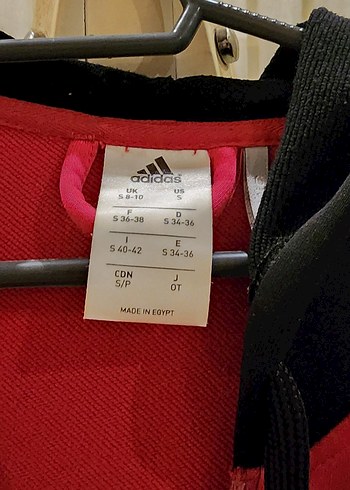 adidas
UK US
S 8-10 S
F D
S 36-38 S 34-36
I E
S 40-42 S 34-36
CDN J
S/P OT
MADE IN EGYPT